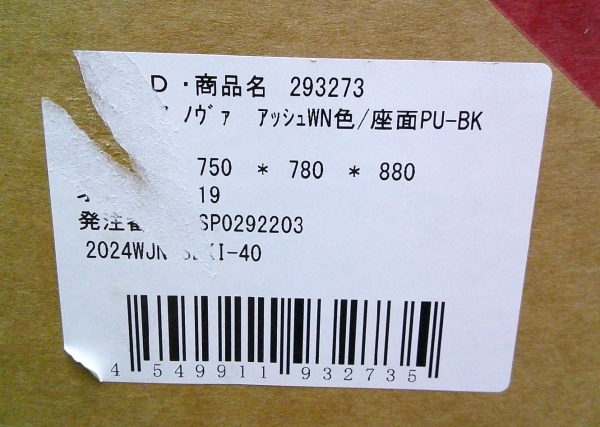 D・商品名 293273
ノヴァ アッシュWN色/座面PU-BK
750 * 780 * 880
19
発注 SP0292203
2024WJN KI-40
4 549911 932735